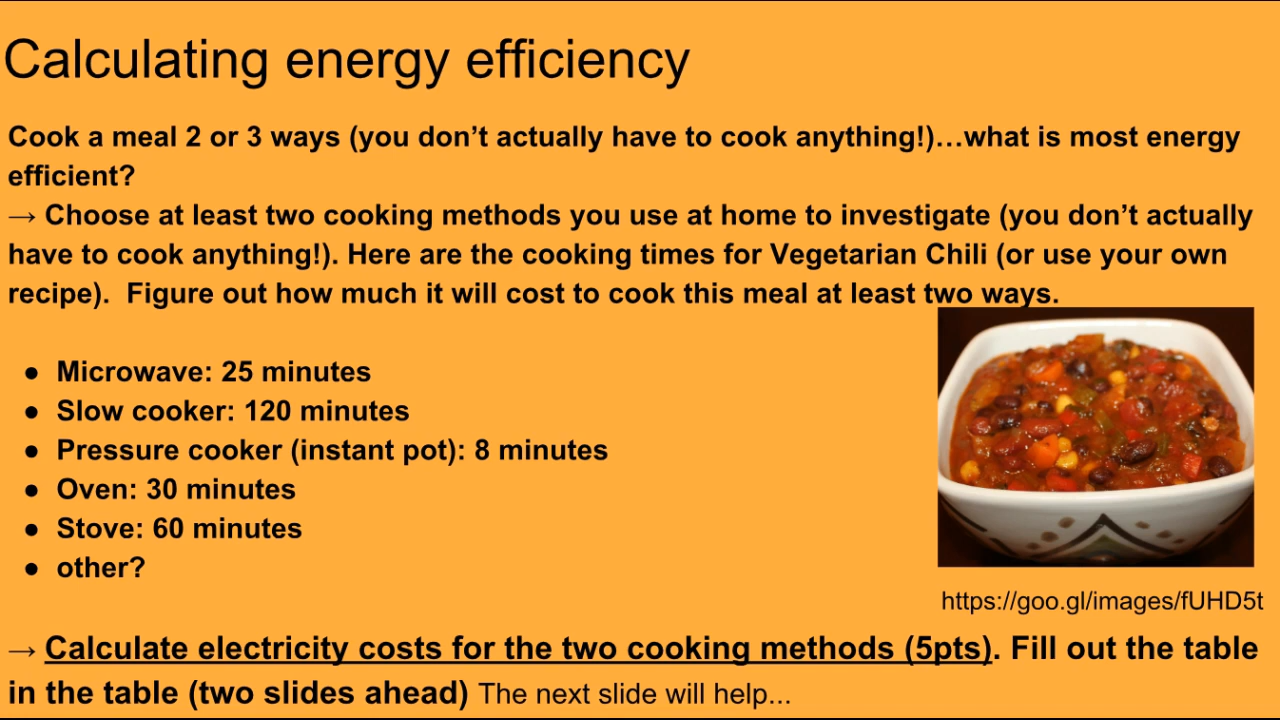 Calculating energy efficiency
Cook a meal 2 or 3 ways (you don’t actually have to cook anything!)…what is most energy
efficient?
→ Choose at least two cooking methods you use at home to investigate (you don’t actually
have to cook anything!). Here are the cooking times for Vegetarian Chili (or use your own
recipe).  Figure out how much it will cost to cook this meal at least two ways.
● Microwave: 25 minutes
● Slow cooker: 120 minutes
● Pressure cooker (instant pot): 8 minutes
● Oven: 30 minutes
● Stove: 60 minutes
● other?
https://goo.gl/images/fUHD5t
→ Calculate electricity costs for the two cooking methods (5pts). Fill out the table
in the table (two slides ahead) The next slide will help...